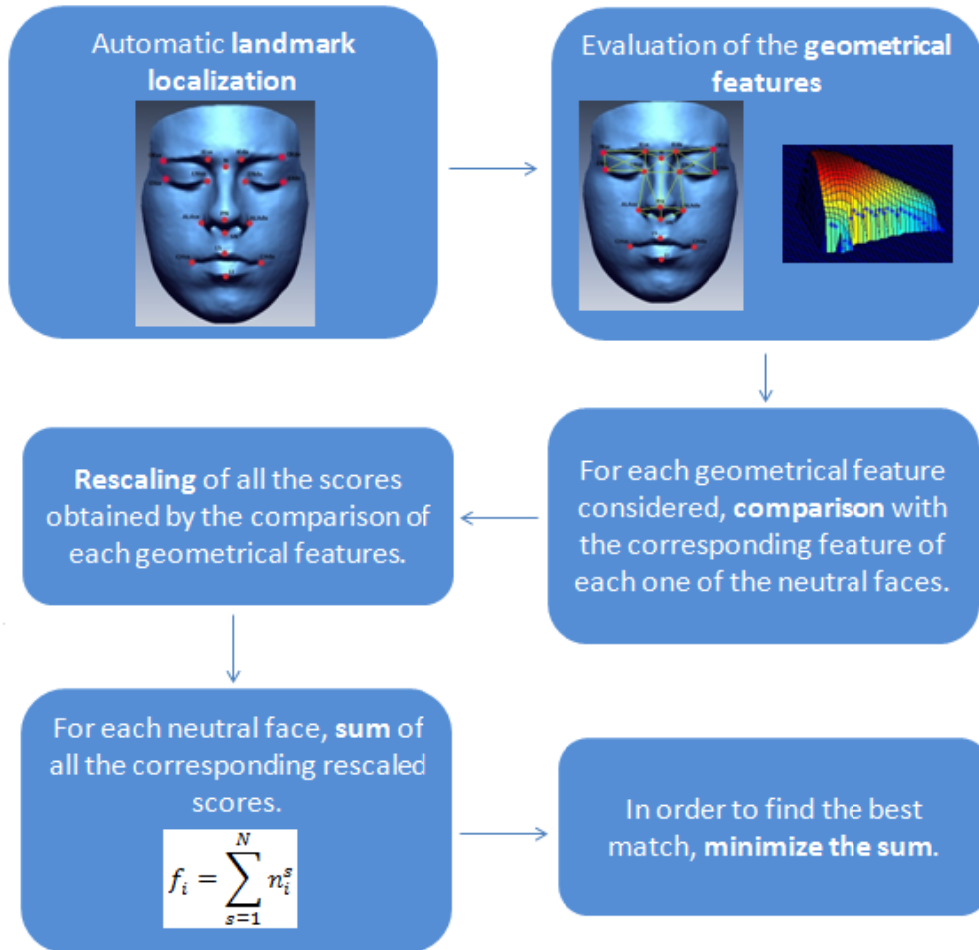 Automatic landmark
localization
Evaluation of the geometrical
features
For each geometrical feature
considered, comparison with
the corresponding feature of
each one of the neutral faces.
Rescaling of all the scores
obtained by the comparison of
each geometrical features.
For each neutral face, sum of
all the corresponding rescaled
scores.
f_i = \sum_{s=1}^{N} n_i^s
In order to find the best
match, minimize the sum.